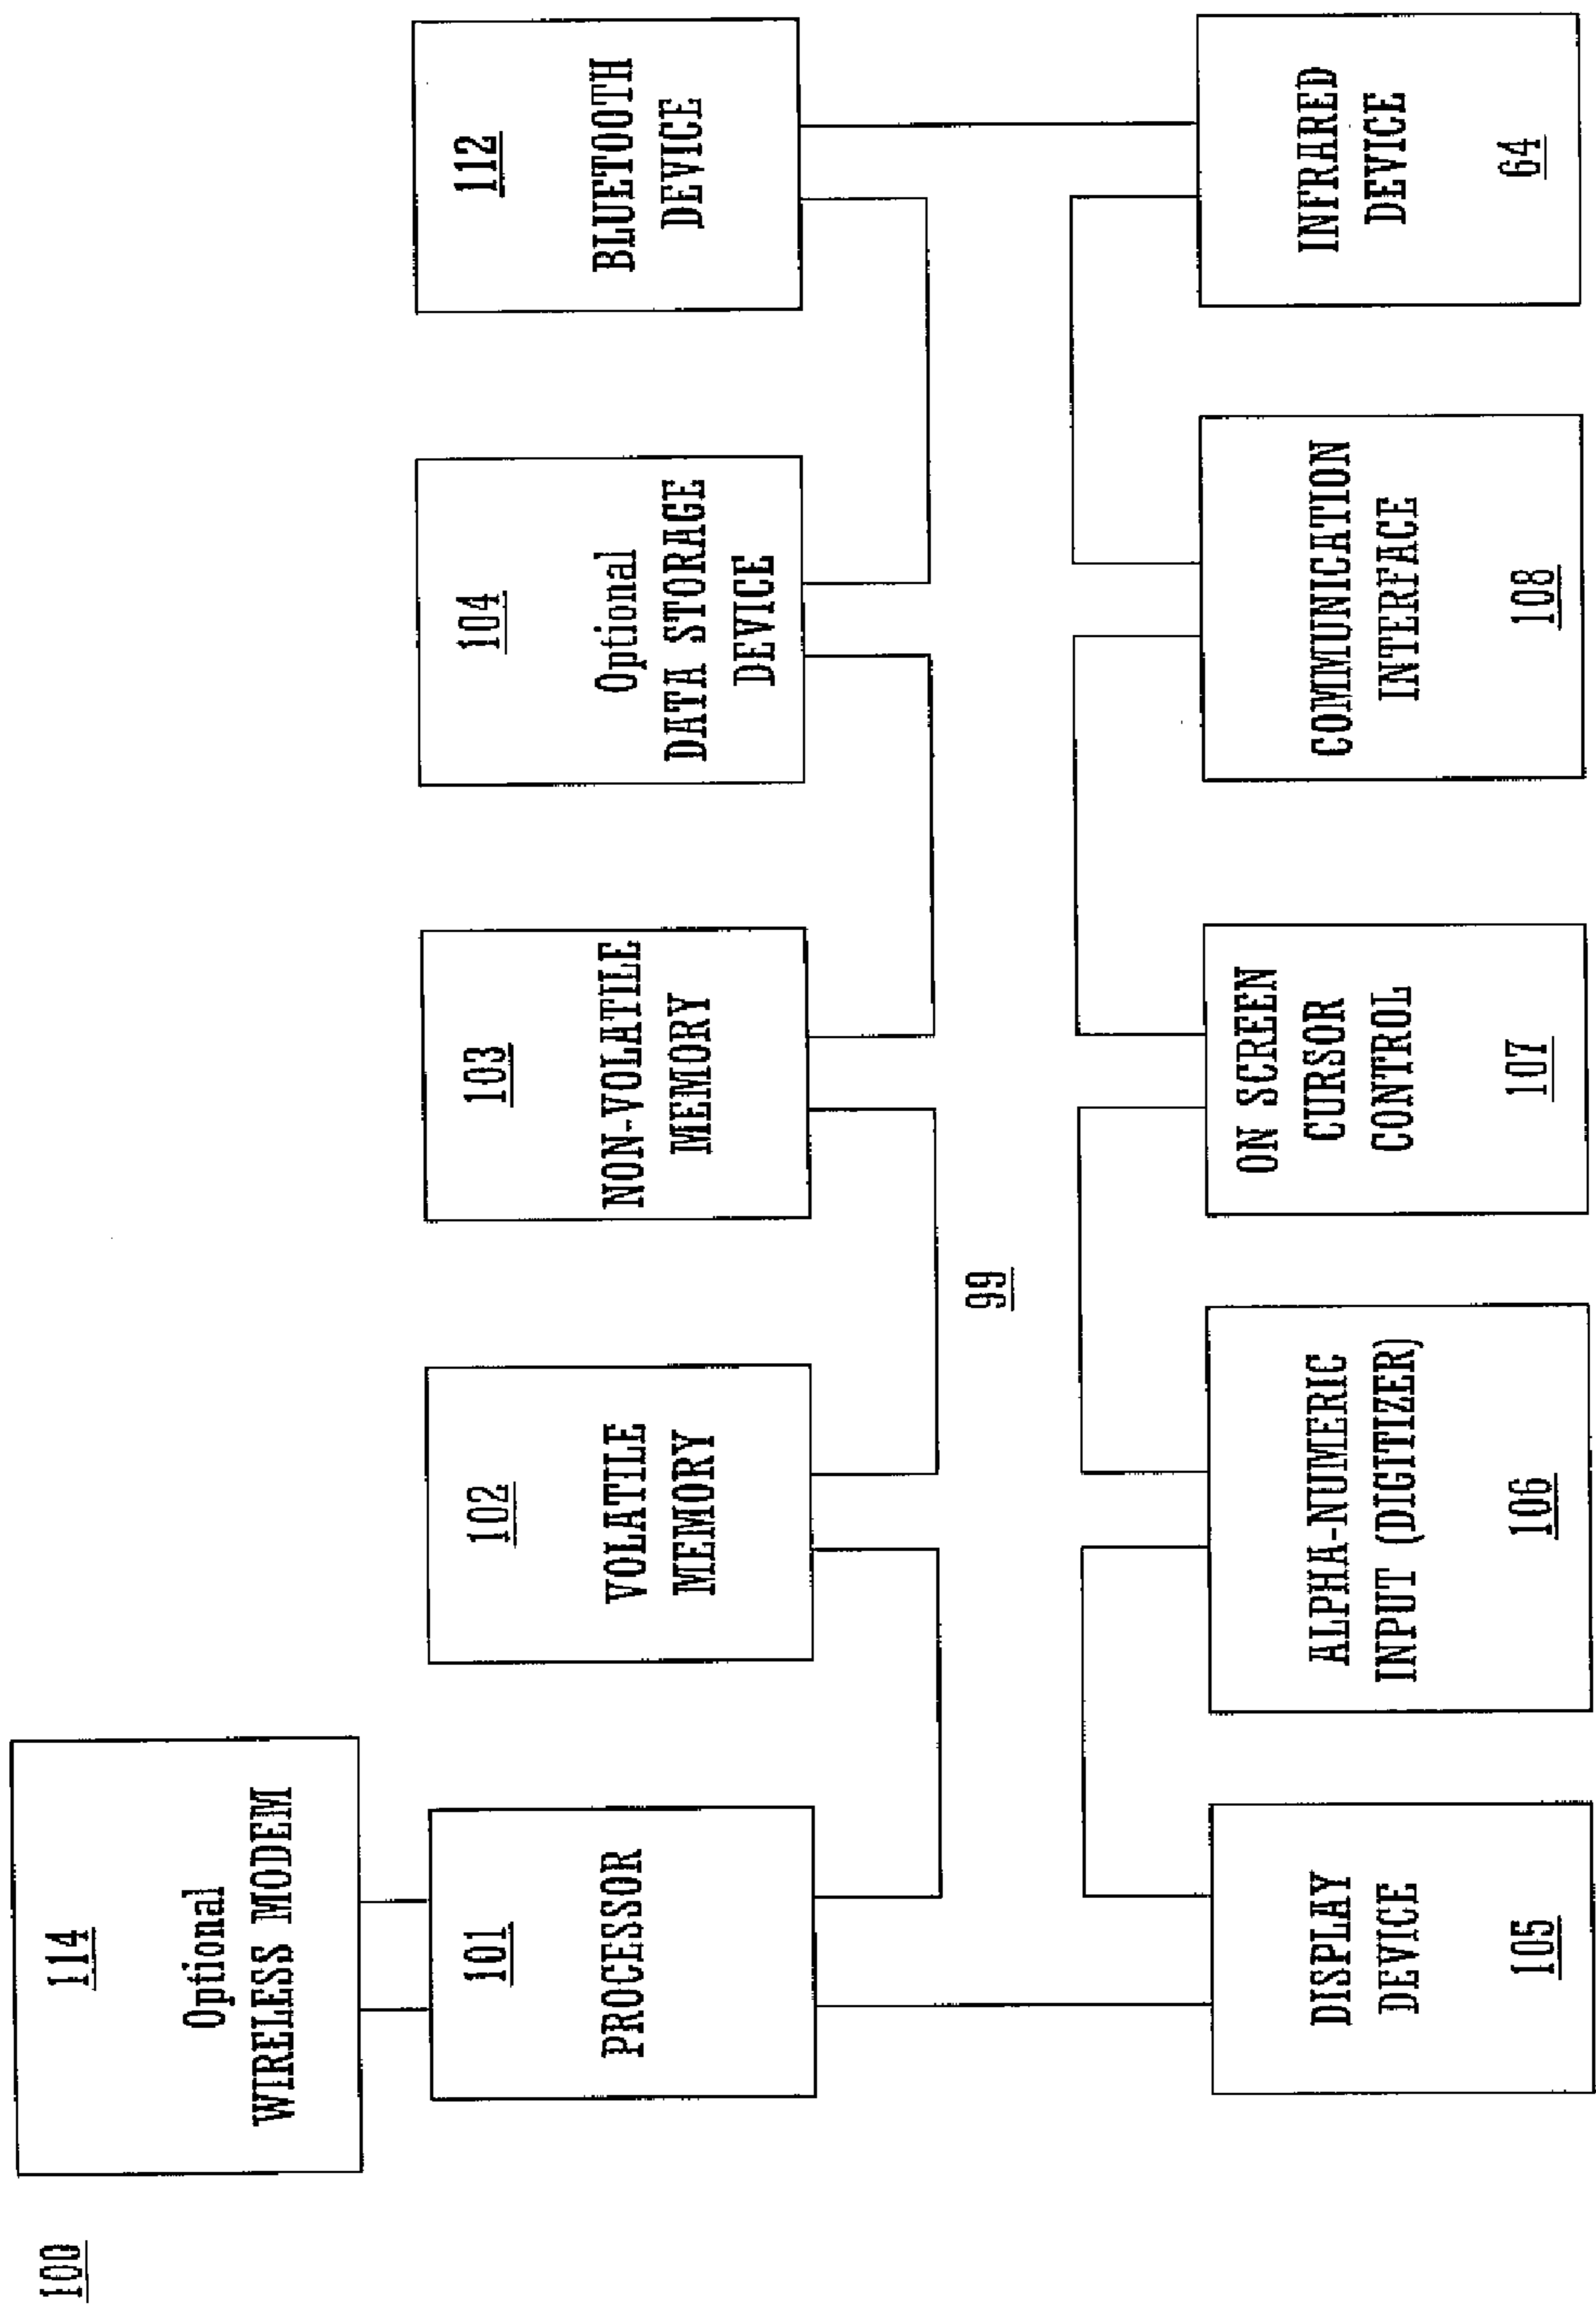 100
114
Optional
WIRELESS MODEM
101
PROCESSOR
102
VOLATILE
MEMORY
103
NON-VOLATILE
MEMORY
104
Optional
DATA STORAGE
DEVICE
112
BLUETOOTH
DEVICE
99
DISPLAY
DEVICE
105
ALPHA-NUMERIC
INPUT (DIGITIZER)
106
ON SCREEN
CURSOR
CONTROL
107
COMMUNICATION
INTERFACE
108
INFRARED
DEVICE
64